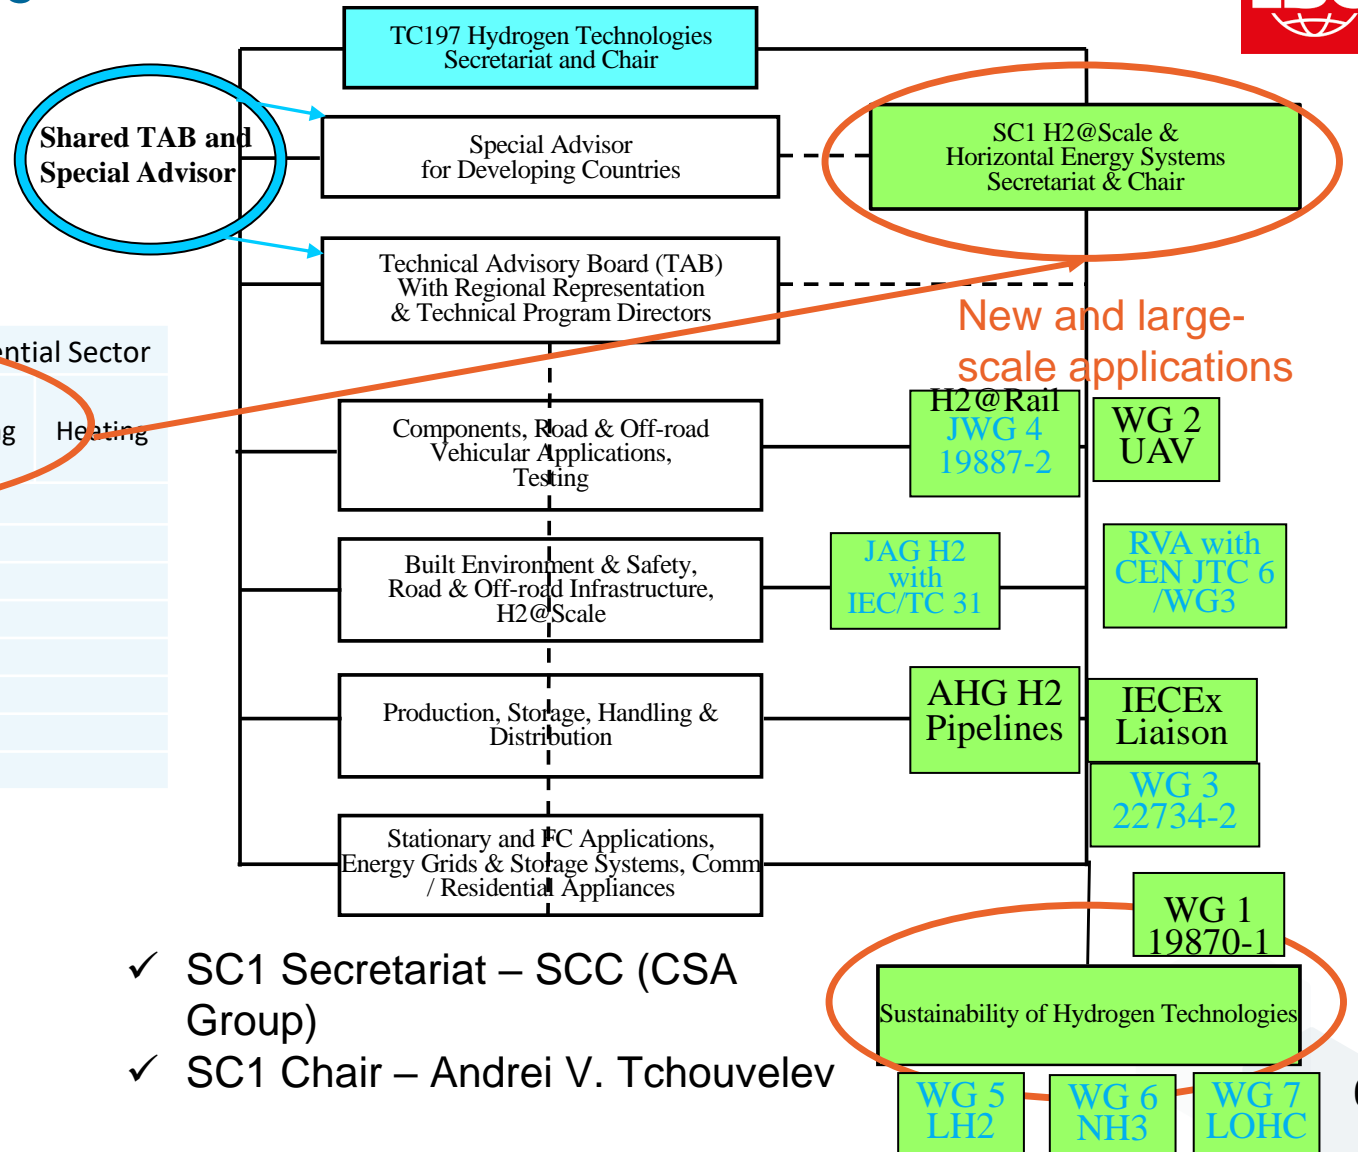 TC197 Hydrogen Technologies
Secretariat and Chair
Shared TAB and
Special Advisor
Special Advisor
for Developing Countries
SC1 H2@Scale &
Horizontal Energy Systems
Secretariat & Chair
Technical Advisory Board (TAB)
With Regional Representation
& Technical Program Directors
New and large-
scale applications
ential Sector
g Heating
Components, Road & Off-road
Vehicular Applications,
Testing
H2@Rail
JWG 4
19887-2
WG 2
UAV
Built Environment & Safety,
Road & Off-road Infrastructure,
H2@Scale
JAG H2
with
IEC/TC 31
RVA with
CEN JTC 6
/WG3
Production, Storage, Handling &
Distribution
AHG H2
Pipelines
IECEx
Liaison
WG 3
22734-2
Stationary and FC Applications,
Energy Grids & Storage Systems, Comm
/ Residential Appliances
WG 1
19870-1
Sustainability of Hydrogen Technologies
WG 5
LH2
WG 6
NH3
WG 7
LOHC
✓ SC1 Secretariat – SCC (CSA
Group)
✓ SC1 Chair – Andrei V. Tchouvelev